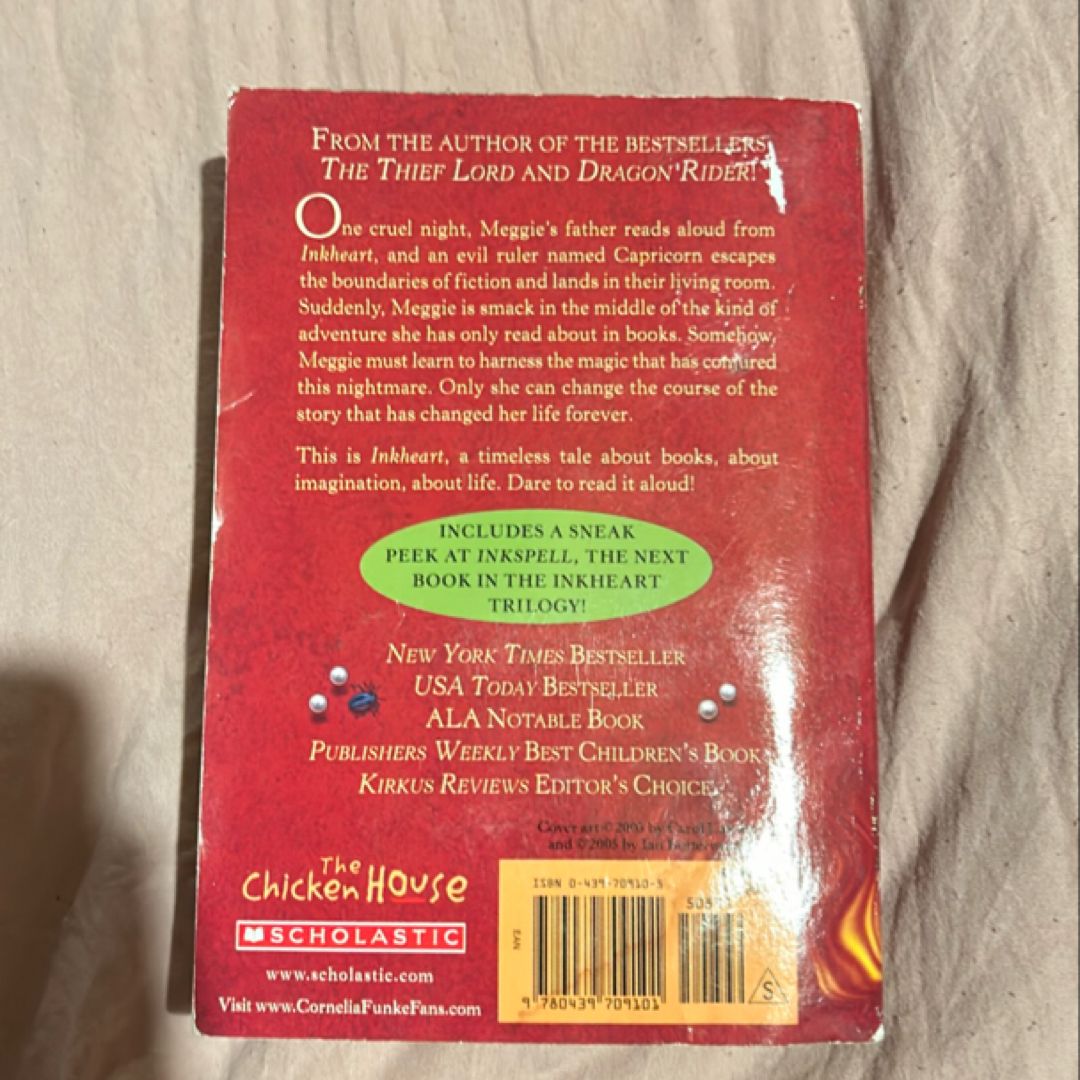 FROM THE AUTHOR OF THE BESTSELLERS
THE THIEF LORD AND DRAGON RIDER!
One cruel night, Meggie's father reads aloud from
Inkheart, and an evil ruler named Capricorn escapes
the boundaries of fiction and lands in their living room.
Suddenly, Meggie is smack in the middle of the kind of
adventure she has only read about in books. Somehow,
Meggie must learn to harness the magic that has conjured
this nightmare. Only she can change the course of the
story that has changed her life forever.
This is Inkheart, a timeless tale about books, about
imagination, about life. Dare to read it aloud!
INCLUDES A SNEAK
PEEK AT INKSPELL, THE NEXT
BOOK IN THE INKHEART
TRILOGY!
NEW YORK TIMES BESTSELLER
USA TODAY BESTSELLER
ALA NOTABLE BOOK
PUBLISHERS WEEKLY BEST CHILDREN'S BOOK
KIRKUS REVIEWS EDITOR'S CHOICE
Cover art © 2003 by Carol
and © 2005 by Ian
The
Chicken House
SCHOLASTIC
www.scholastic.com
Visit www.CorneliaFunkeFans.com
ISBN 0-439-70910-5
EAN
9 780439 709101
S